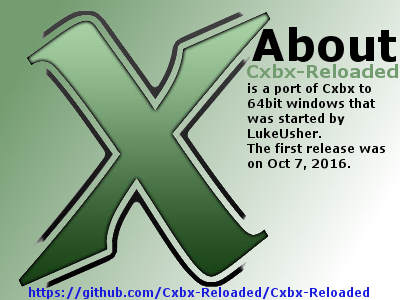 About
Cxbx-Reloaded
is a port of Cxbx to
64bit windows that
was started by
LukeUsher.
The first release was
on Oct 7, 2016.
https://github.com/Cxbx-Reloaded/Cxbx-Reloaded